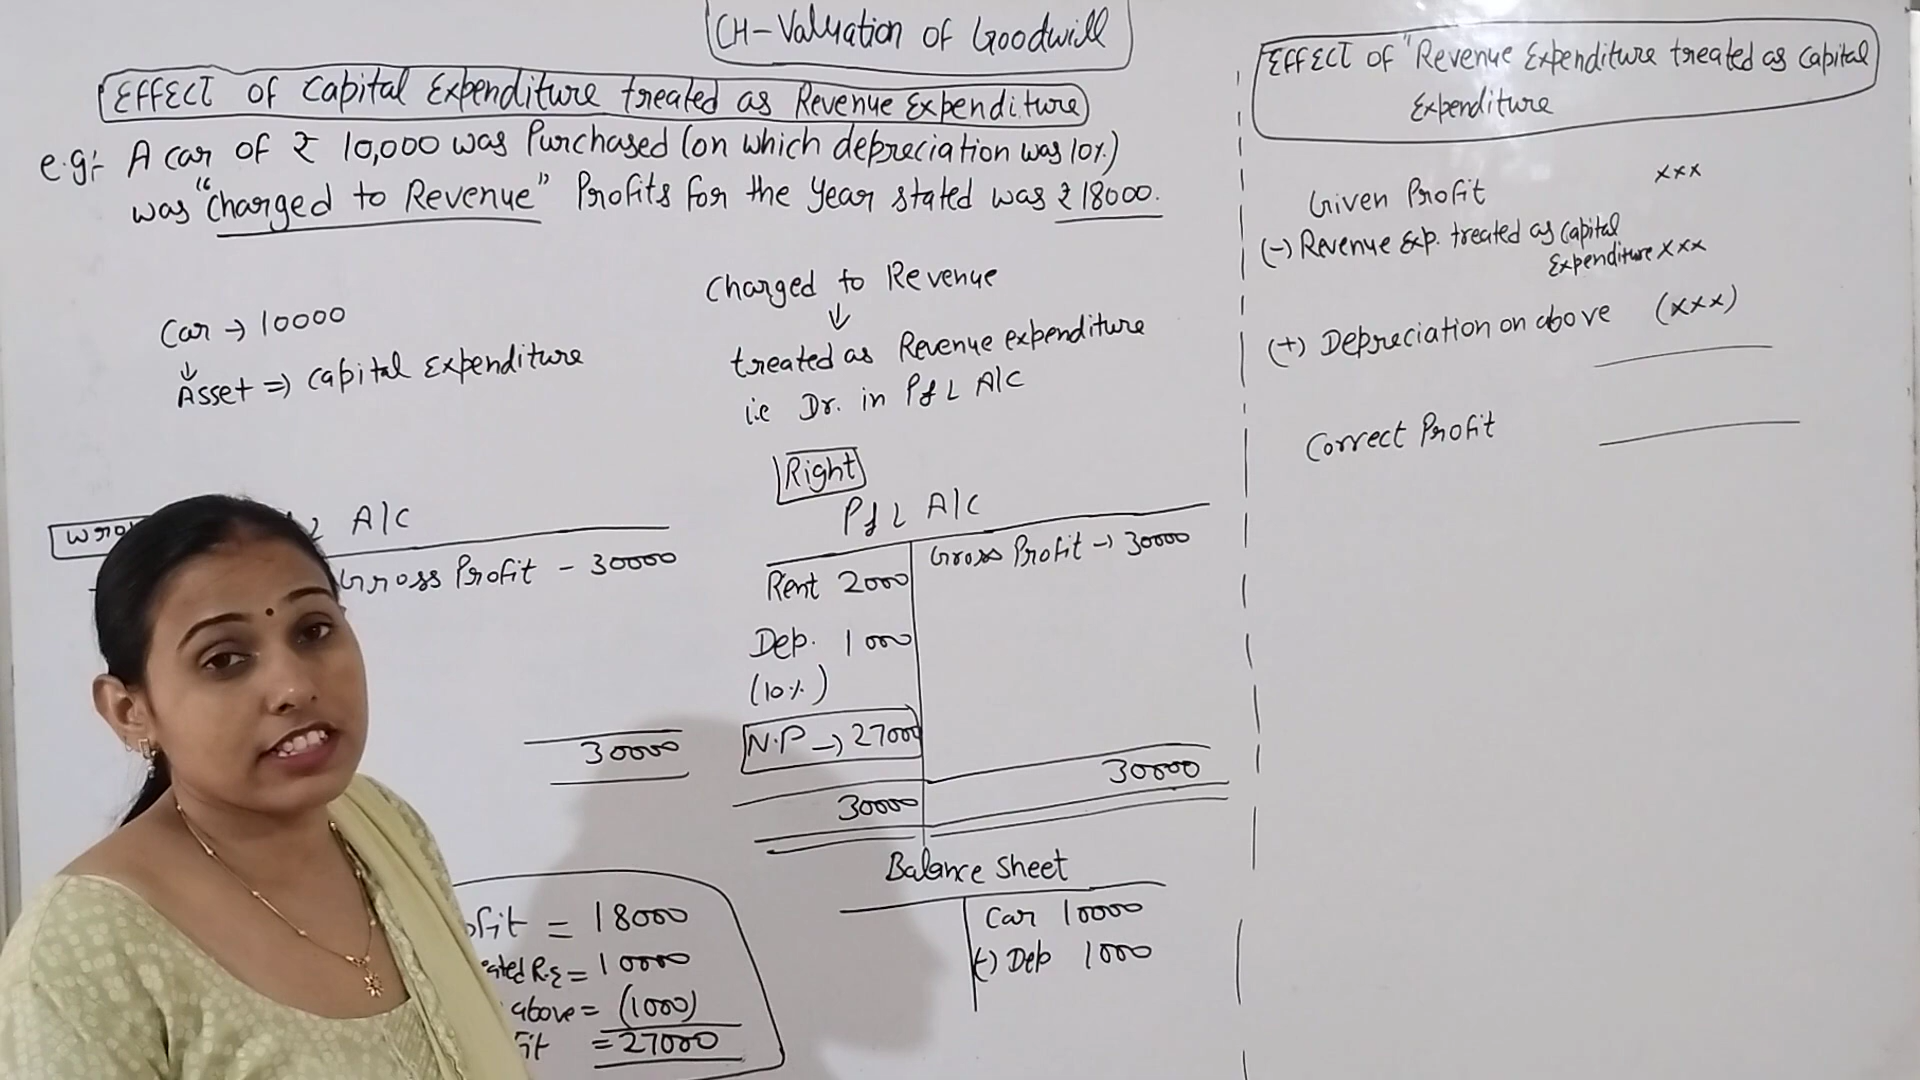 CH-Valuation of Goodwill
EFFECT of Capital Expenditure treated as Revenue Expenditure
e.g:- A car of ₹ 10,000 was Purchased (on which depreciation was 10%)
was "charged to Revenue" Profits for the Year stated was ₹18000.
Car → 10000
↓
Asset ⇒ Capital Expenditure
Charged to Revenue
↓
treated as Revenue expenditure
i.e Dr. in P&L A/C
A/C
Gross Profit - 30000
30000
Right
P&L A/C
Rent 2000
Gross Profit → 30000
Dep. 1000
(10%)
N.P → 27000
30000
30000
Balance Sheet
Car 10000
(-) Dep 1000
= 18000
R.E = 10000
above = (1000)
= 27000
EFFECT of "Revenue Expenditure treated as Capital
Expenditure
Given Profit xxx
(-) Revenue Exp. treated as Capital
Expenditure xxx
(+) Depreciation on above (xxx)
Correct Profit